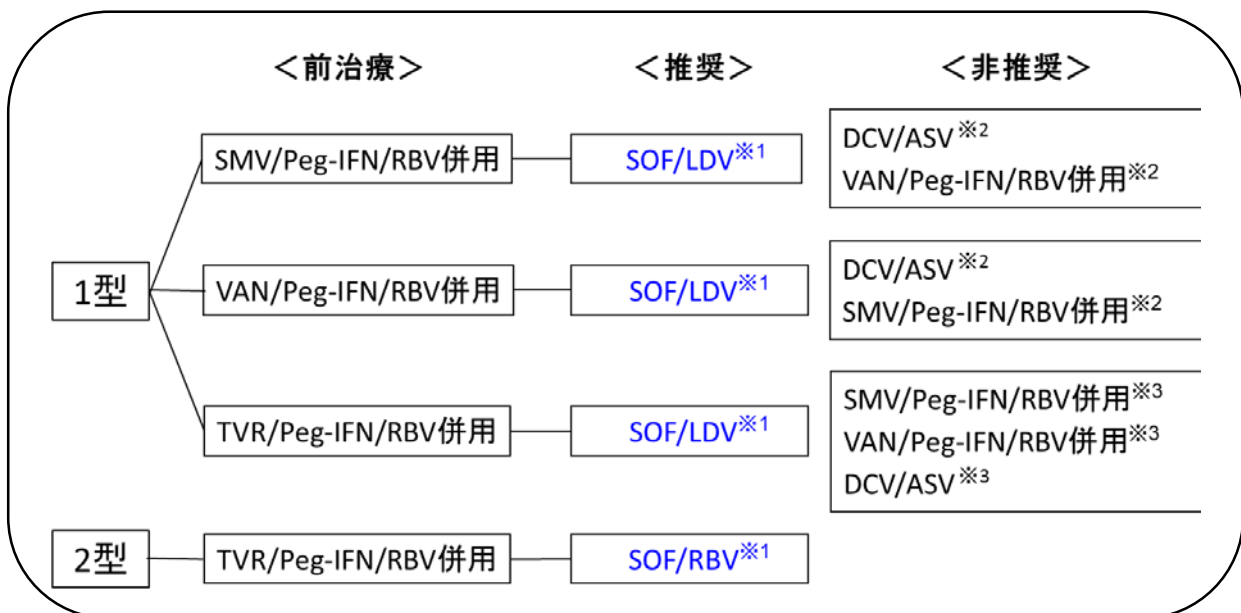 ＜前治療＞ ＜推奨＞ ＜非推奨＞
SMV/Peg-IFN/RBV併用 SOF/LDV※1
DCV/ASV※2
VAN/Peg-IFN/RBV併用※2
1型 VAN/Peg-IFN/RBV併用 SOF/LDV※1
DCV/ASV※2
SMV/Peg-IFN/RBV併用※2
TVR/Peg-IFN/RBV併用 SOF/LDV※1
SMV/Peg-IFN/RBV併用※3
VAN/Peg-IFN/RBV併用※3
DCV/ASV※3
2型 TVR/Peg-IFN/RBV併用 SOF/RBV※1